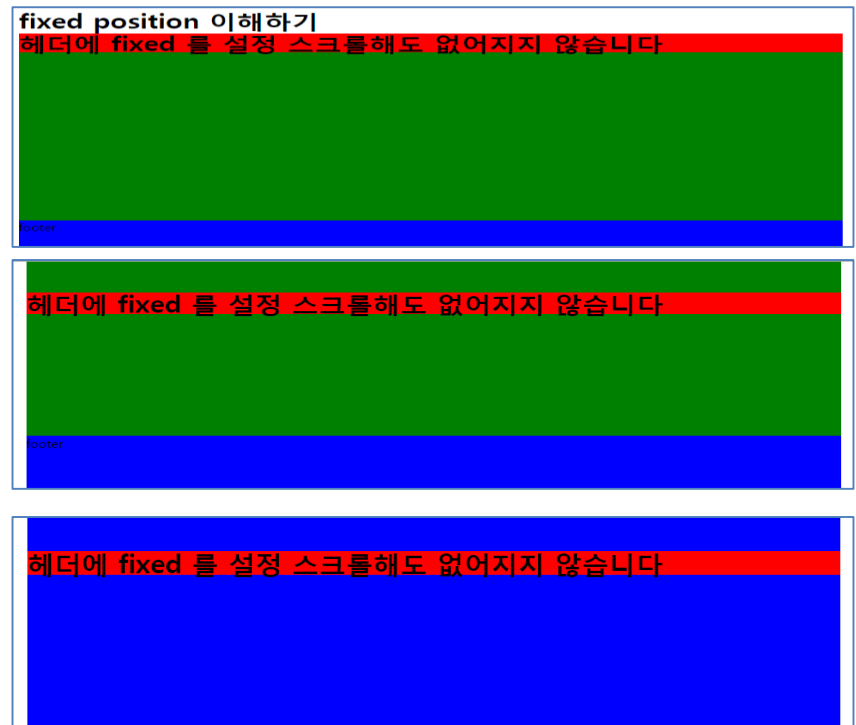 fixed position 이해하기
헤더에 fixed 를 설정 스크롤해도 없어지지 않습니다
footer
헤더에 fixed 를 설정 스크롤해도 없어지지 않습니다
footer
헤더에 fixed 를 설정 스크롤해도 없어지지 않습니다